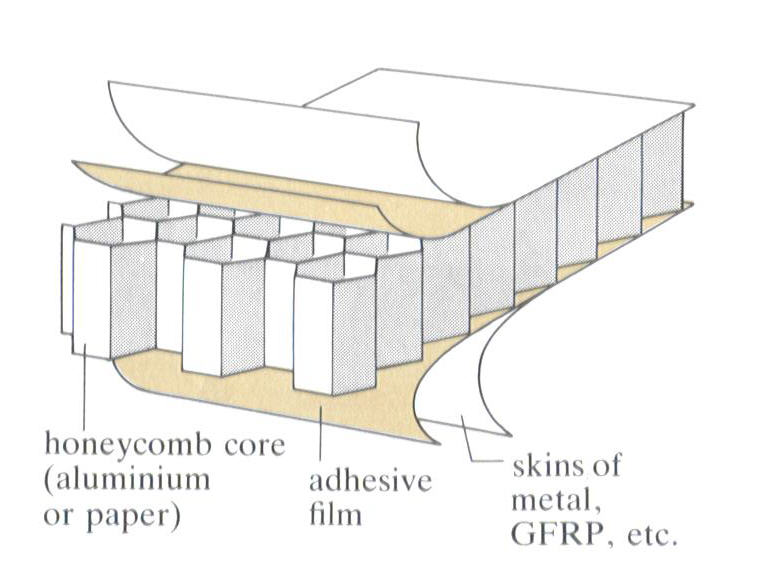 honeycomb core
(aluminium
or paper)
adhesive
film
skins of
metal,
GFRP, etc.